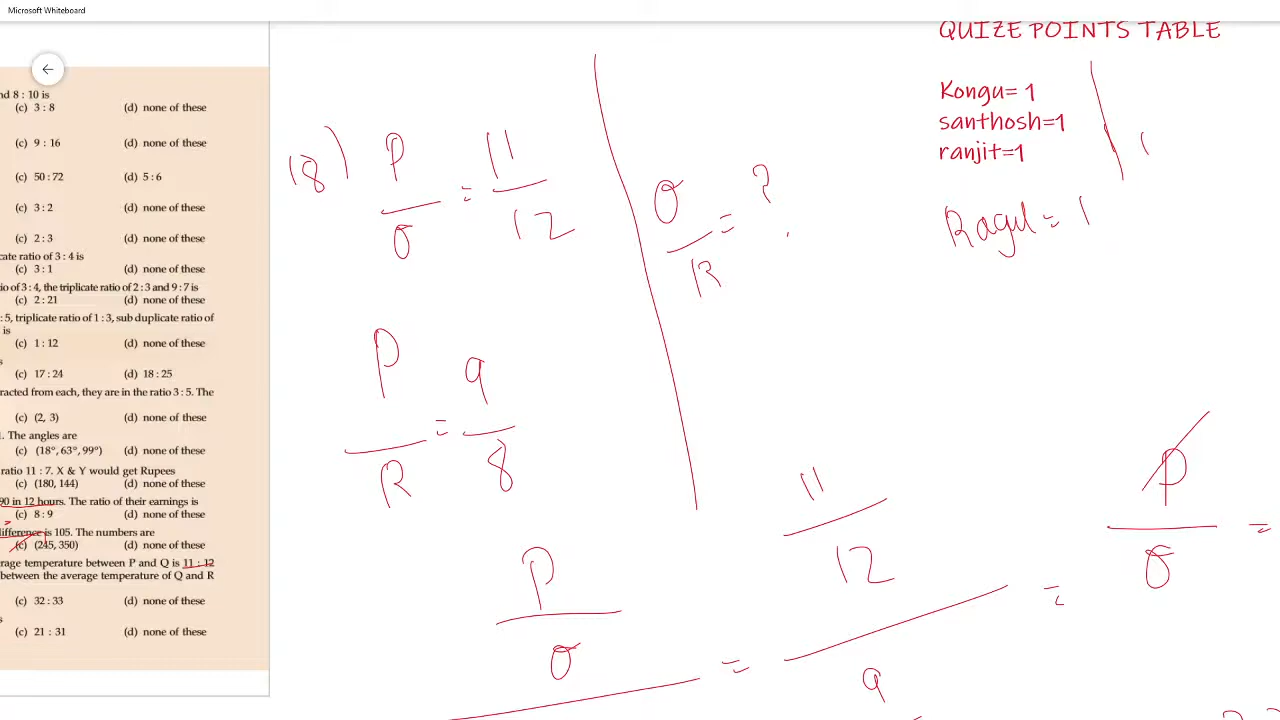 Microsoft Whiteboard
nd 8 : 10 is
(c) 3 : 8 (d) none of these
(c) 9 : 16 (d) none of these
(c) 50 : 72 (d) 5 : 6
(c) 3 : 2 (d) none of these
(c) 2 : 3 (d) none of these
cate ratio of 3 : 4 is
(c) 3 : 1 (d) none of these
io of 3 : 4, the triplicate ratio of 2 : 3 and 9 : 7 is
(c) 2 : 21 (d) none of these
: 5, triplicate ratio of 1 : 3, sub duplicate ratio of
is
(c) 1 : 12 (d) none of these
s
(c) 17 : 24 (d) 18 : 25
racted from each, they are in the ratio 3 : 5. The
(c) (2, 3) (d) none of these
1. The angles are
(c) (18°, 63°, 99°) (d) none of these
ratio 11 : 7. X & Y would get Rupees
(c) (180, 144) (d) none of these
90 in 12 hours. The ratio of their earnings is
(c) 8 : 9 (d) none of these
difference is 105. The numbers are
(c) (245, 350) (d) none of these
rage temperature between P and Q is 11 : 12
between the average temperature of Q and R
(c) 32 : 33 (d) none of these
s
(c) 21 : 31 (d) none of these
18)
P
= 11
Q
12
P
= 9
R
8
Q
= ?
R
P
Q
=
11
12
9
=
P
Q
=
QUIZE POINTS TABLE
Kongu= 1
santhosh=1
ranjit=1
Ragul = 1